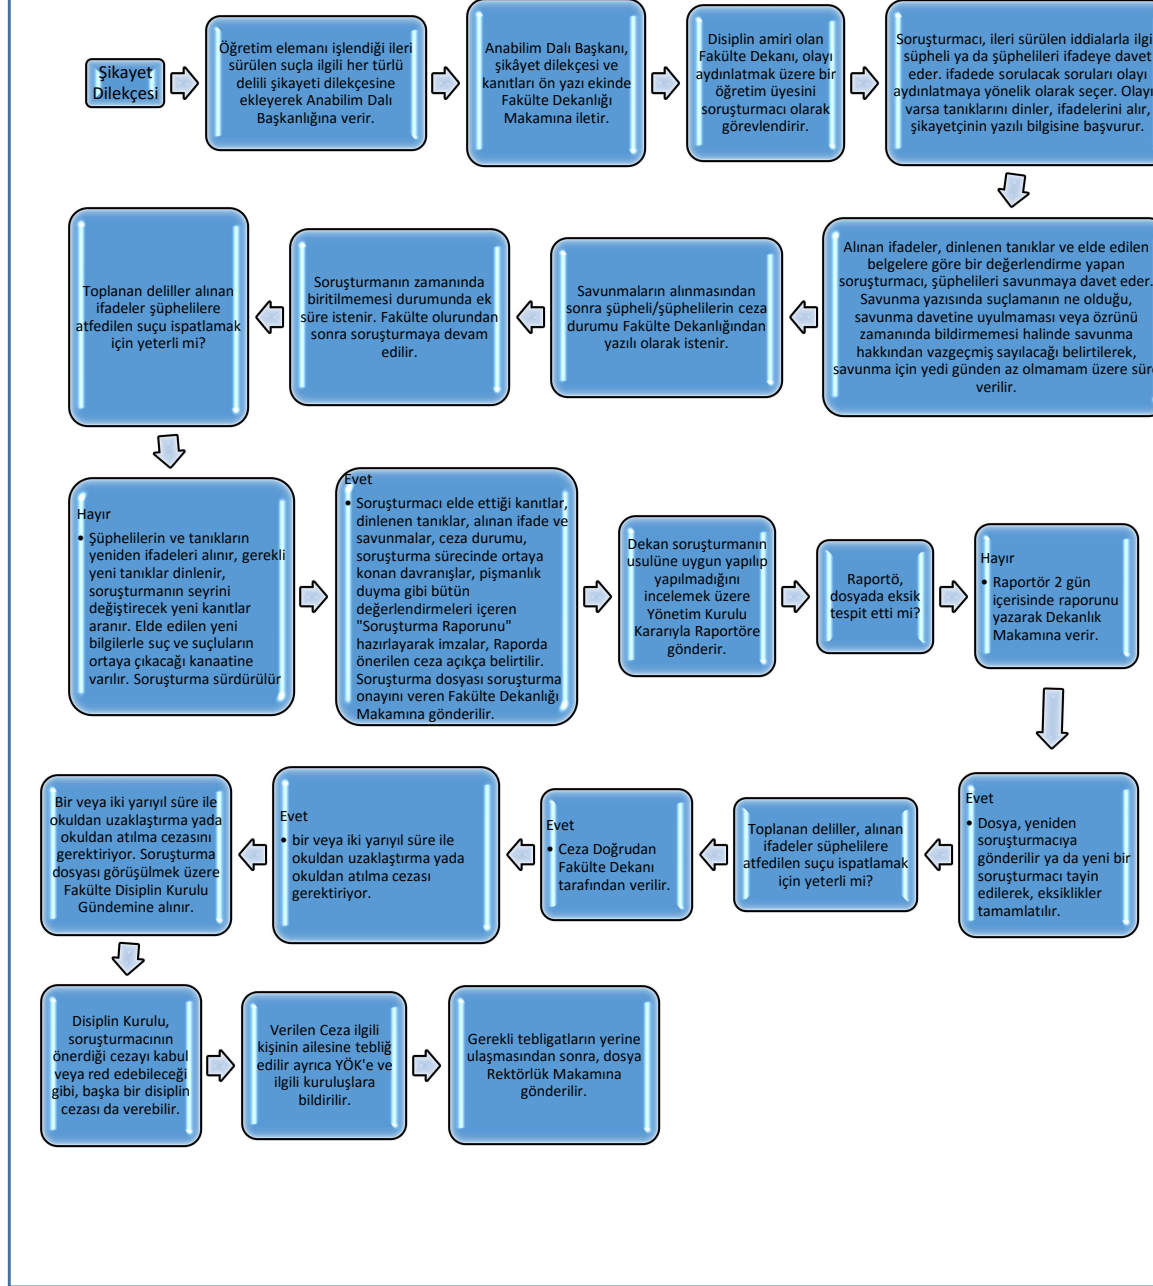 Şikayet
Dilekçesi
Öğretim elemanı işlendiği ileri
sürülen suçla ilgili her türlü
delili şikayeti dilekçesine
ekleyerek Anabilim Dalı
Başkanlığına verir.
Anabilim Dalı Başkanı,
şikâyet dilekçesi ve
kanıtları ön yazı ekinde
Fakülte Dekanlığı
Makamına iletir.
Disiplin amiri olan
Fakülte Dekanı, olayı
aydınlatmak üzere bir
öğretim üyesini
soruşturmacı olarak
görevlendirir.
Soruşturmacı, ileri sürülen iddialarla ilgi
şüpheli ya da şüphelileri ifadeye davet
eder. ifadede sorulacak soruları olayı
aydınlatmaya yönelik olarak seçer. Olayı
varsa tanıklarını dinler, ifadelerini alır,
şikayetçinin yazılı bilgisine başvurur.
Alınan ifadeler, dinlenen tanıklar ve elde edilen
belgelere göre bir değerlendirme yapan
soruşturmacı, şüphelileri savunmaya davet eder.
Savunma yazısında suçlamanın ne olduğu,
savunma davetine uyulmaması veya özrünü
zamanında bildirmemesi halinde savunma
hakkından vazgeçmiş sayılacağı belirtilerek,
savunma için yedi günden az olmamam üzere sür
verilir.
Savunmaların alınmasından
sonra şüpheli/şüphelilerin ceza
durumu Fakülte Dekanlığından
yazılı olarak istenir.
Soruşturmanın zamanında
biritilmemesi durumunda ek
süre istenir. Fakülte olurundan
sonra soruşturmaya devam
edilir.
Toplanan deliller alınan
ifadeler şüphelilere
atfedilen suçu ispatlamak
için yeterli mi?
Hayır
• Şüphelilerin ve tanıkların
yeniden ifadeleri alınır, gerekli
yeni tanıklar dinlenir,
soruşturmanın seyrini
değiştirecek yeni kanıtlar
aranır. Elde edilen yeni
bilgilerle suç ve suçluların
ortaya çıkacağı kanaatine
varılır. Soruşturma sürdürülür
Evet
• Soruşturmacı elde ettiği kanıtlar,
dinlenen tanıklar, alınan ifade ve
savunmalar, ceza durumu,
soruşturma sürecinde ortaya
konan davranışlar, pişmanlık
duyma gibi bütün
değerlendirmeleri içeren
"Soruşturma Raporunu"
hazırlayarak imzalar, Raporda
önerilen ceza açıkça belirtilir.
Soruşturma dosyası soruşturma
onayını veren Fakülte Dekanlığı
Makamına gönderilir.
Dekan soruşturmanın
usulüne uygun yapılıp
yapılmadığını
incelemek üzere
Yönetim Kurulu
Kararıyla Raportöre
gönderir.
Raportö,
dosyada eksik
tespit etti mi?
Hayır
• Raportör 2 gün
içerisinde raporunu
yazarak Dekanlık
Makamına verir.
Evet
• Dosya, yeniden
soruşturmacıya
gönderilir ya da yeni bir
soruşturmacı tayin
edilerek, eksiklikler
tamamlatılır.
Toplanan deliller, alınan
ifadeler süphelilere
atfedilen suçu ispatlamak
için yeterli mi?
Evet
• Ceza Doğrudan
Fakülte Dekanı
tarafından verilir.
Evet
• bir veya iki yarıyıl süre ile
okuldan uzaklaştırma yada
okuldan atılma cezası
gerektiriyor.
Bir veya iki yarıyıl süre ile
okuldan uzaklaştırma yada
okuldan atılma cezasını
gerektiriyor. Soruşturma
dosyası görüşülmek üzere
Fakülte Disiplin Kurulu
Gündemine alınır.
Disiplin Kurulu,
soruşturmacının
önerdiği cezayı kabul
veya red edebileceği
gibi, başka bir disiplin
cezası da verebilir.
Verilen Ceza ilgili
kişinin ailesine tebliğ
edilir ayrıca YÖK'e ve
ilgili kuruluşlara
bildirilir.
Gerekli tebligatların yerine
ulaşmasından sonra, dosya
Rektörlük Makamına
gönderilir.